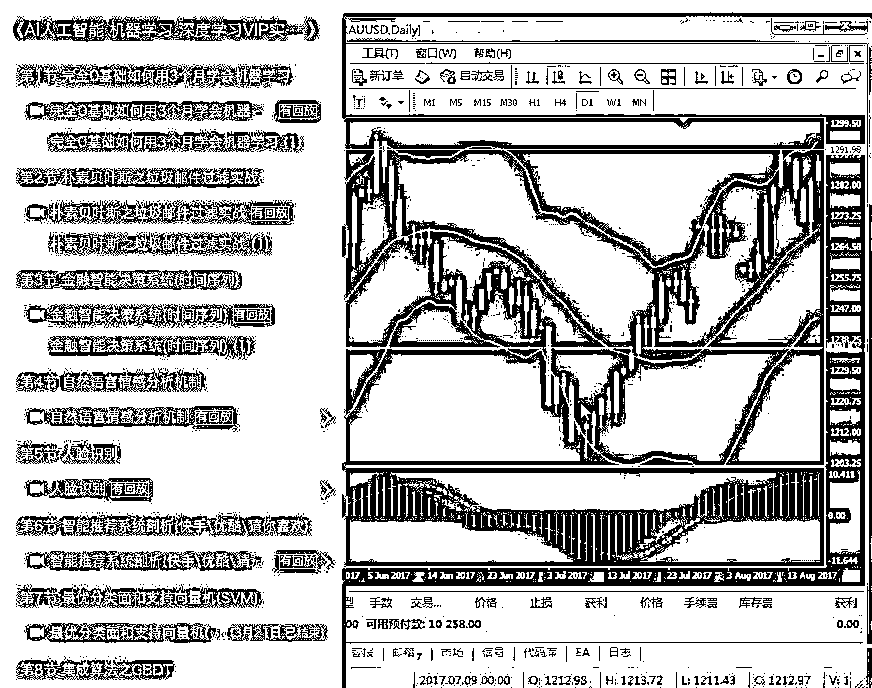 《AI人工智能 机器学习 深度学习VIP实…》
第1节 完全0基础如何用3个月学会机器学习
完全0基础如何用3个月学会机器… 有回放
完全0基础如何用3个月学会机器学习 (1)
第2节 朴素贝叶斯之垃圾邮件过滤实战
朴素贝叶斯之垃圾邮件过滤实战 有回放
朴素贝叶斯之垃圾邮件过滤实战 (1)
第3节 金融智能决策系统(时间序列)
金融智能决策系统(时间序列) 有回放
金融智能决策系统(时间序列) (1)
第4节 自然语言情感分析机制
自然语言情感分析机制 有回放
第5节 人脸识别
人脸识别 有回放
第6节 智能推荐系统剖析(快手\优酷\猜你喜欢)
智能推荐系统剖析(快手\优酷\猜… 有回放
第7节 最优分类面和支持向量机(SVM)
最优分类面和支持向量机(…
第8节 集成算法之GBDT
AUUSD,Daily]
工具(T) 窗口(W) 帮助(H)
新订单 自动交易
T M1 M5 M15 M30 H1 H4 D1 W1 MN
1299.50
1291.98
1282.00
1273.25
1264.50
1255.75
1247.00
1238.25
1229.50
1220.75
1212.00
1203.25
10.411
0.00
-11.644
2017 5 Jun 2017 14 Jun 2017 23 Jun 2017 3 Jul 2017 13 Jul 2017 23 Jul 2017 3 Aug 2017 13 Aug 2017
型 手数 交易... 价格 止损 获利 价格 手续费 库存费 获利
00 可用预付款: 10 258.00 0.00
邮箱7 市场 信号 代码库 EA 日志
2017.07.09 00:00 O: 1212.98 H: 1213.72 L: 1211.43 C: 1212.97 V: 1